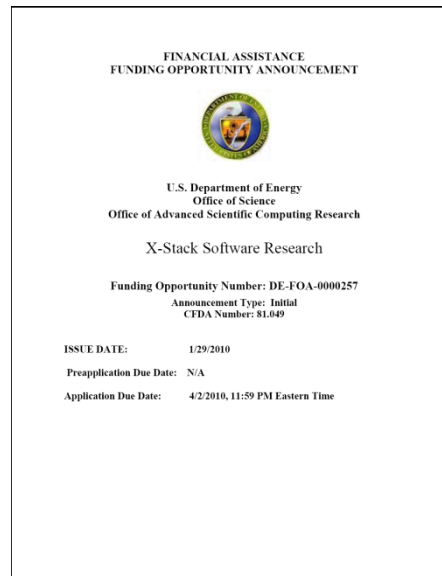 FINANCIAL ASSISTANCE
FUNDING OPPORTUNITY ANNOUNCEMENT
U.S. Department of Energy
Office of Science
Office of Advanced Scientific Computing Research
X-Stack Software Research
Funding Opportunity Number: DE-FOA-0000257
Announcement Type: Initial
CFDA Number: 81.049
ISSUE DATE: 1/29/2010
Preapplication Due Date: N/A
Application Due Date: 4/2/2010, 11:59 PM Eastern Time